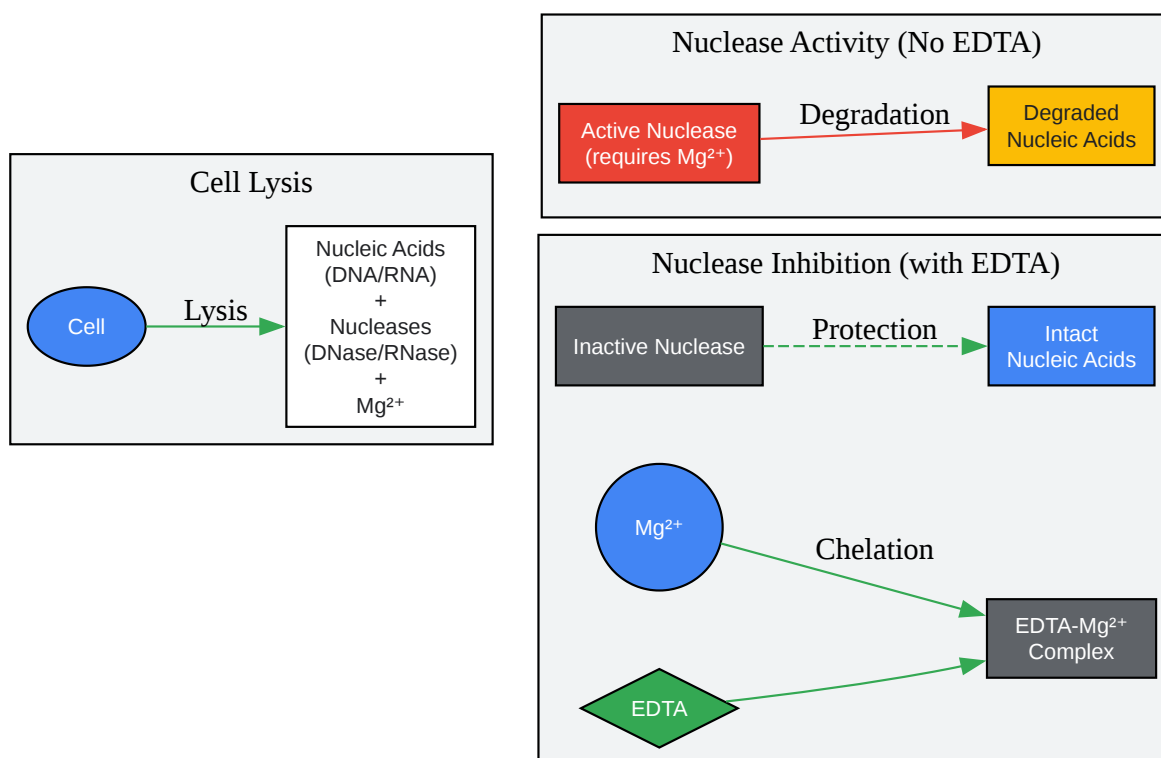 Cell Lysis
Cell
Lysis
Nucleic Acids
(DNA/RNA)
+
Nucleases
(DNase/RNase)
+
Mg²⁺
Nuclease Activity (No EDTA)
Active Nuclease
(requires Mg²⁺)
Degradation
Degraded
Nucleic Acids
Nuclease Inhibition (with EDTA)
Inactive Nuclease
Protection
Intact
Nucleic Acids
Mg²⁺
Chelation
EDTA-Mg²⁺
Complex
EDTA